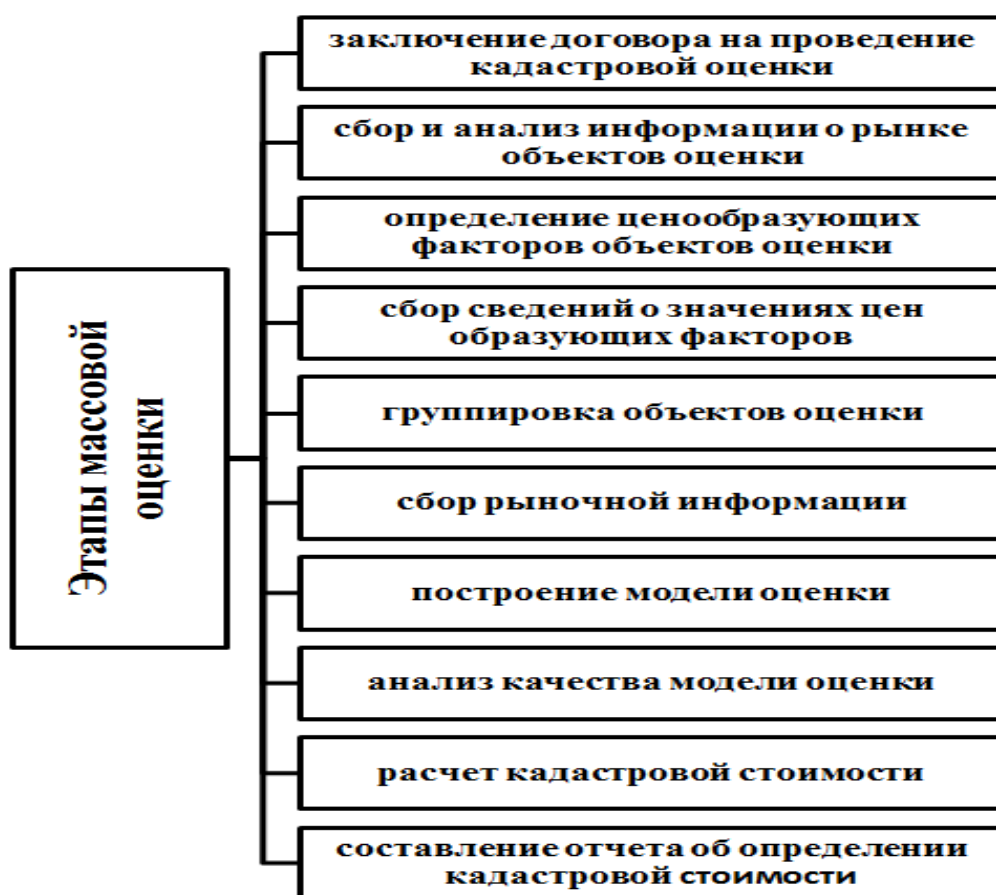 Этапы массовой
оценки
заключение договора на проведение
кадастровой оценки
сбор и анализ информации о рынке
объектов оценки
определение ценообразующих
факторов объектов оценки
сбор сведений о значениях цен
образующих факторов
группировка объектов оценки
сбор рыночной информации
построение модели оценки
анализ качества модели оценки
расчет кадастровой стоимости
составление отчета об определении
кадастровой стоимости